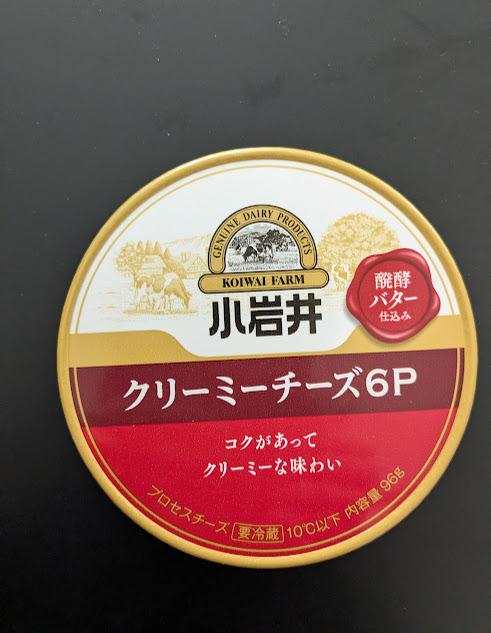 GENUINE DAIRY PRODUCTS
KOIWAI FARM
小岩井
醗酵
バター
仕込み
クリーミーチーズ6P
コクがあって
クリーミーな味わい
プロセスチーズ 要冷蔵 10℃以下 内容量96g